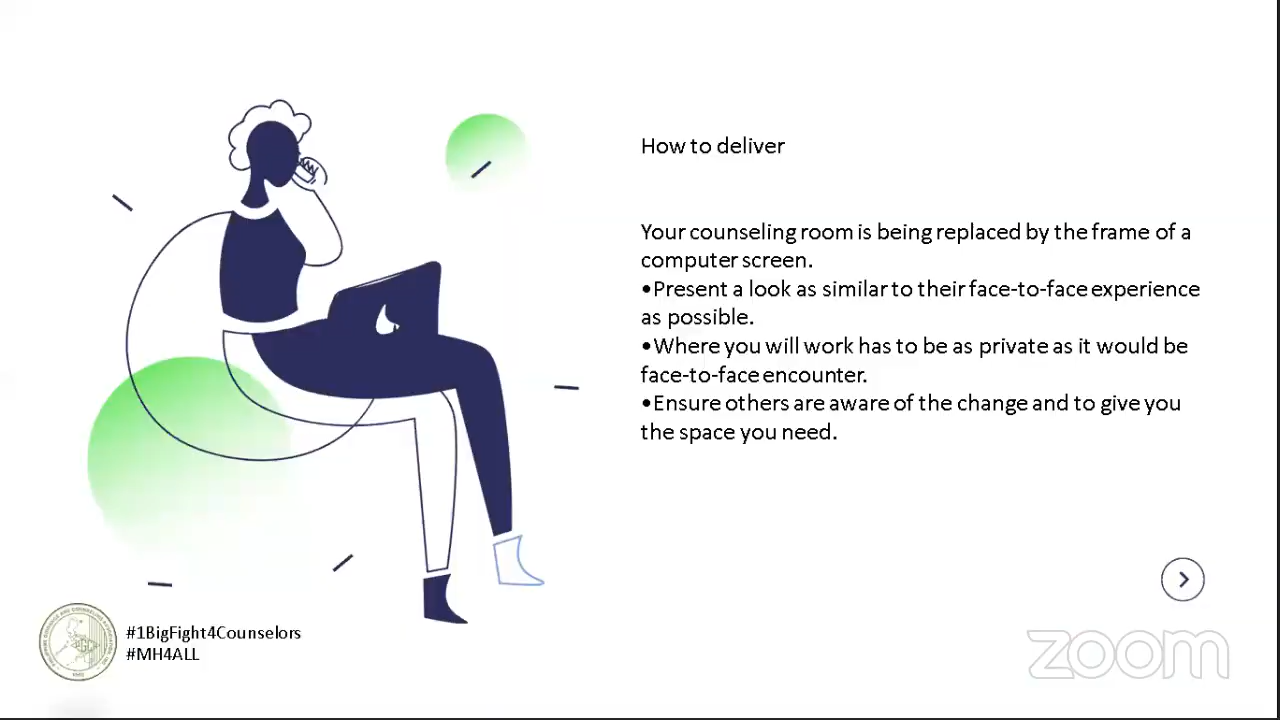 How to deliver
Your counseling room is being replaced by the frame of a
computer screen.
•Present a look as similar to their face-to-face experience
as possible.
•Where you will work has to be as private as it would be
face-to-face encounter.
•Ensure others are aware of the change and to give you
the space you need.
#1BigFight4Counselors
#MH4ALL
zoom